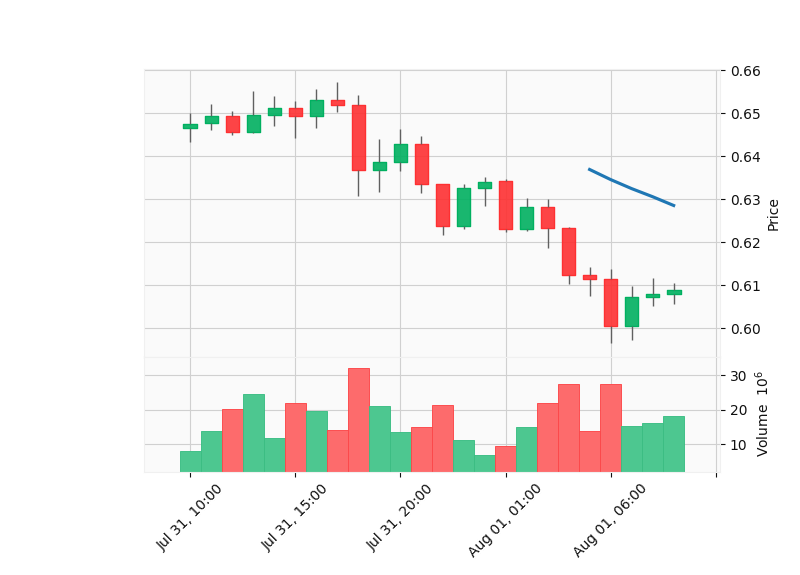 0.66
0.65
0.64
0.63
0.62
0.61
0.60
Price
30
20
10
Volume 10⁶
Jul 31, 10:00
Jul 31, 15:00
Jul 31, 20:00
Aug 01, 01:00
Aug 01, 06:00